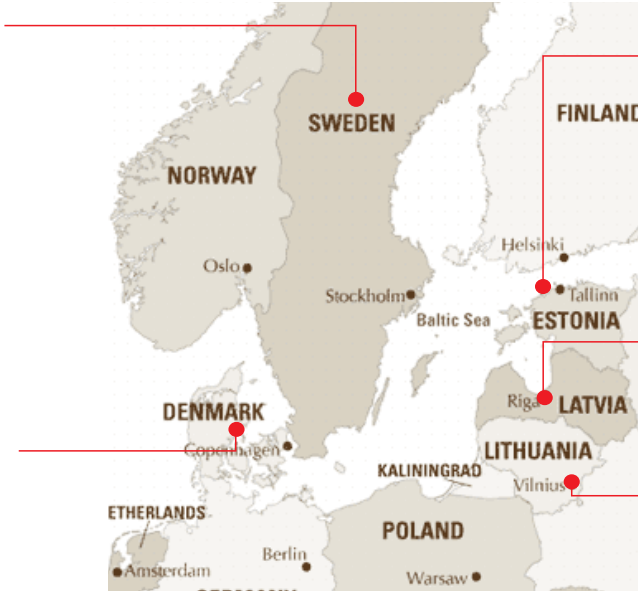 FINLAND
SWEDEN
NORWAY
Helsinki
Oslo
Stockholm
Tallinn
Baltic Sea
ESTONIA
Riga
LATVIA
DENMARK
Copenhagen
LITHUANIA
KALININGRAD
Vilnius
ETHERLANDS
POLAND
Berlin
Amsterdam
Warsaw